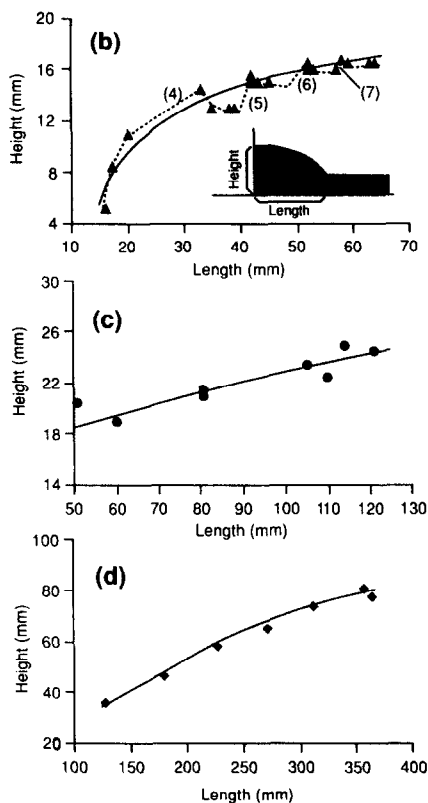 (b)
20
16
12
8
4
Height (mm)
(4)
(5)
(6)
(7)
Height
Length
10 20 30 40 50 60 70
Length (mm)
(c)
30
26
22
18
14
Height (mm)
50 60 70 80 90 100 110 120 130
Length (mm)
(d)
100
80
60
40
20
Height (mm)
100 150 200 250 300 350 400
Length (mm)